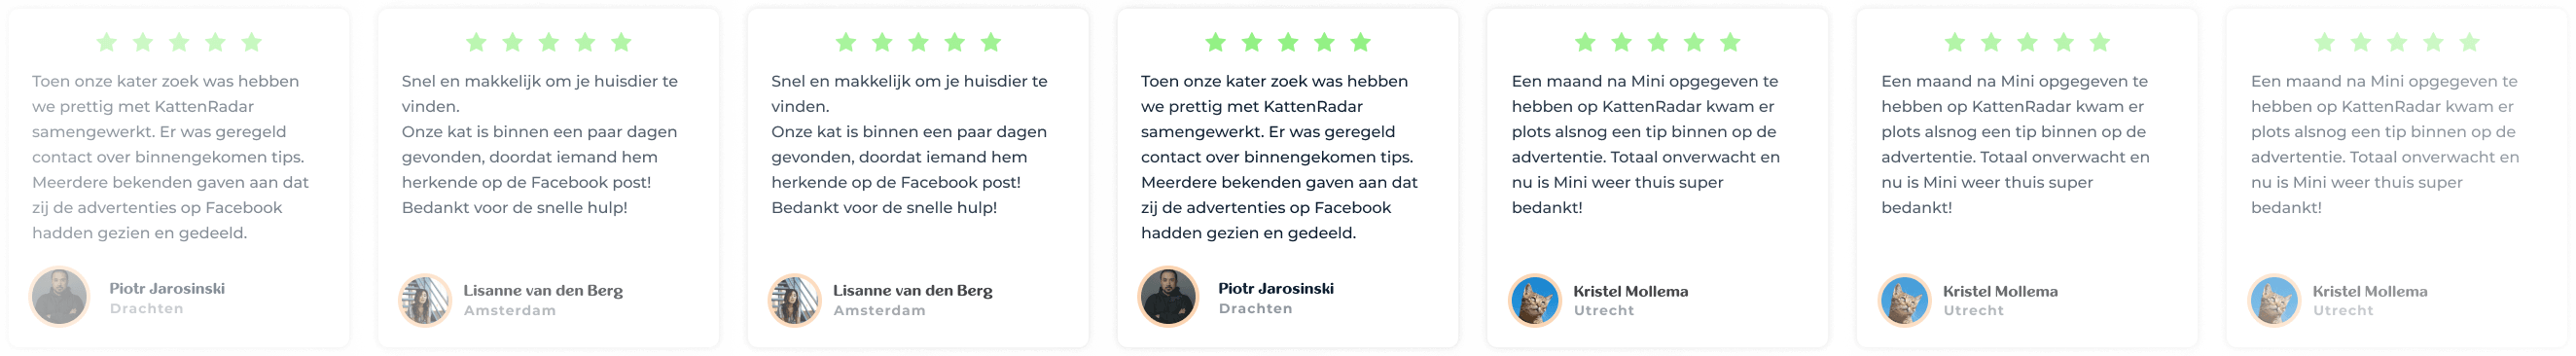 Toen onze kater zoek was hebben
we prettig met KattenRadar
samengewerkt. Er was geregeld
contact over binnengekomen tips.
Meerdere bekenden gaven aan dat
zij de advertenties op Facebook
hadden gezien en gedeeld.
Piotr Jarosinski
Drachten
Snel en makkelijk om je huisdier te
vinden.
Onze kat is binnen een paar dagen
gevonden, doordat iemand hem
herkende op de Facebook post!
Bedankt voor de snelle hulp!
Lisanne van den Berg
Amsterdam
Snel en makkelijk om je huisdier te
vinden.
Onze kat is binnen een paar dagen
gevonden, doordat iemand hem
herkende op de Facebook post!
Bedankt voor de snelle hulp!
Lisanne van den Berg
Amsterdam
Toen onze kater zoek was hebben
we prettig met KattenRadar
samengewerkt. Er was geregeld
contact over binnengekomen tips.
Meerdere bekenden gaven aan dat
zij de advertenties op Facebook
hadden gezien en gedeeld.
Piotr Jarosinski
Drachten
Een maand na Mini opgegeven te
hebben op KattenRadar kwam er
plots alsnog een tip binnen op de
advertentie. Totaal onverwacht en
nu is Mini weer thuis super
bedankt!
Kristel Mollema
Utrecht
Een maand na Mini opgegeven te
hebben op KattenRadar kwam er
plots alsnog een tip binnen op de
advertentie. Totaal onverwacht en
nu is Mini weer thuis super
bedankt!
Kristel Mollema
Utrecht
Een maand na Mini opgegeven te
hebben op KattenRadar kwam er
plots alsnog een tip binnen op de
advertentie. Totaal onverwacht en
nu is Mini weer thuis super
bedankt!
Kristel Mollema
Utrecht